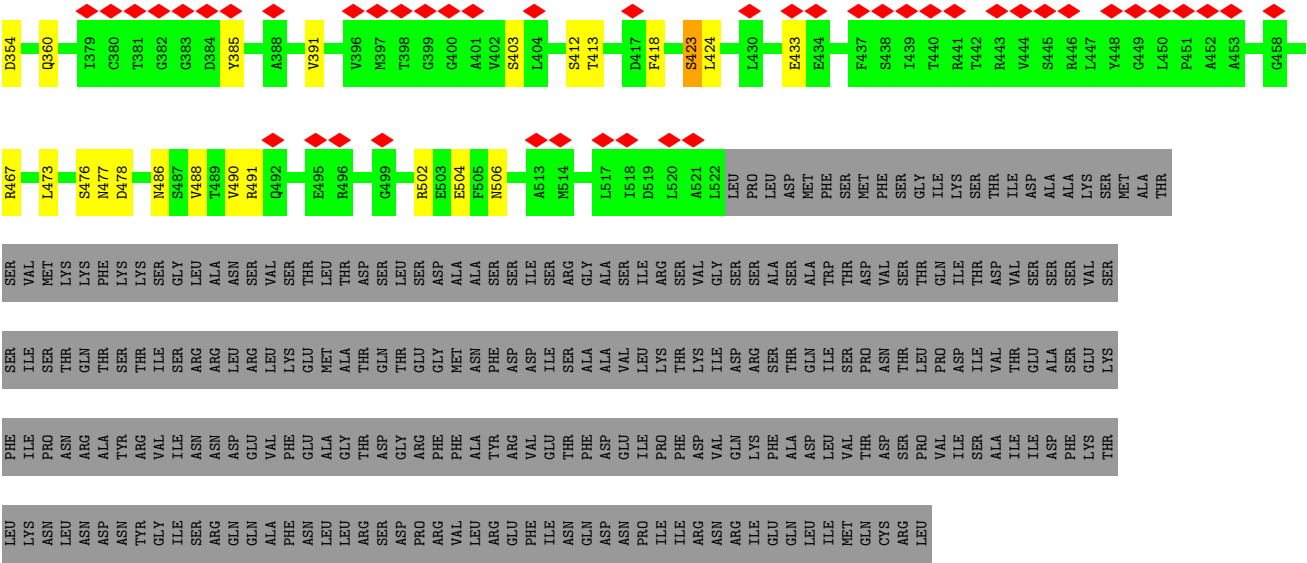 D354 Q360 I379 C380 T381 G382 G383 D384 Y385 A388 V391 V396 M397 T398 G399 G400 A401 V402 S403 L404 S412 T413 D417 F418 S423 L424 L430 E433 E434 F437 S438 I439 T440 R441 T442 R443 V444 S445 R446 L447 Y448 G449 L450 P451 A452 A453 G458
R467 L473 S476 N477 D478 N486 S487 V488 T489 V490 R491 Q492 E495 R496 G499 R502 E503 E504 F505 N506 A513 M514 L517 I518 D519 L520 A521 L522 LEU PRO LEU ASP MET PHE SER MET PHE SER GLY ILE LYS SER THR ILE ASP ALA ALA LYS SER MET ALA THR
SER VAL MET LYS LYS PHE LYS LYS SER GLY LEU ALA ASN SER VAL SER THR LEU THR ASP SER LEU SER ASP ALA ALA SER SER ILE SER ARG GLY ALA SER ILE ARG SER VAL GLY SER SER ALA SER ALA TRP THR ASP VAL SER THR GLN ILE THR ASP VAL SER SER SER VAL SER
SER ILE SER THR GLN THR SER THR ILE SER ARG ARG LEU ARG LEU LYS GLU MET ALA THR GLN THR GLU GLY MET ASN PHE ASP ASP ILE SER ALA ALA VAL LEU LYS THR LYS ILE ASP ARG SER THR GLN ILE SER PRO ASN THR LEU PRO ASP ILE VAL THR GLU ALA SER GLU LYS
PHE ILE PRO ASN ARG ALA TYR ARG VAL ILE ASN ASN ASP GLU VAL PHE GLU ALA GLY THR ASP GLY ARG PHE PHE ALA TYR ARG VAL GLU THR PHE ASP GLU ILE PRO PHE ASP VAL GLN LYS PHE ALA ASP LEU VAL THR ASP SER PRO VAL ILE SER ALA ILE ILE ASP PHE LYS THR
LEU LYS ASN LEU ASN ASP ASN TYR GLY ILE SER ARG GLN GLN ALA PHE ASN LEU LEU ARG SER ASP PRO ARG VAL LEU ARG GLU PHE ILE ASN GLN ASP ASN PRO ILE ILE ARG ASN ARG ILE GLU GLN LEU ILE MET GLN CYS ARG LEU